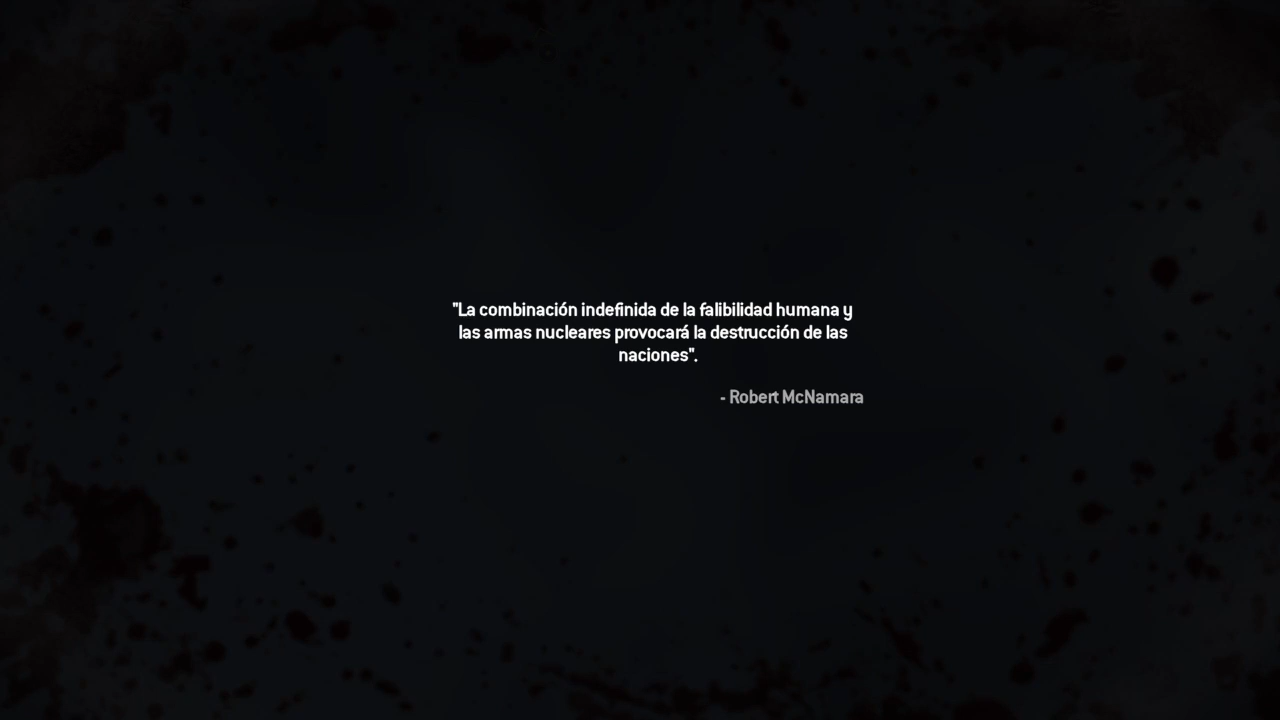 "La combinación indefinida de la falibilidad humana y
las armas nucleares provocará la destrucción de las
naciones".
- Robert McNamara